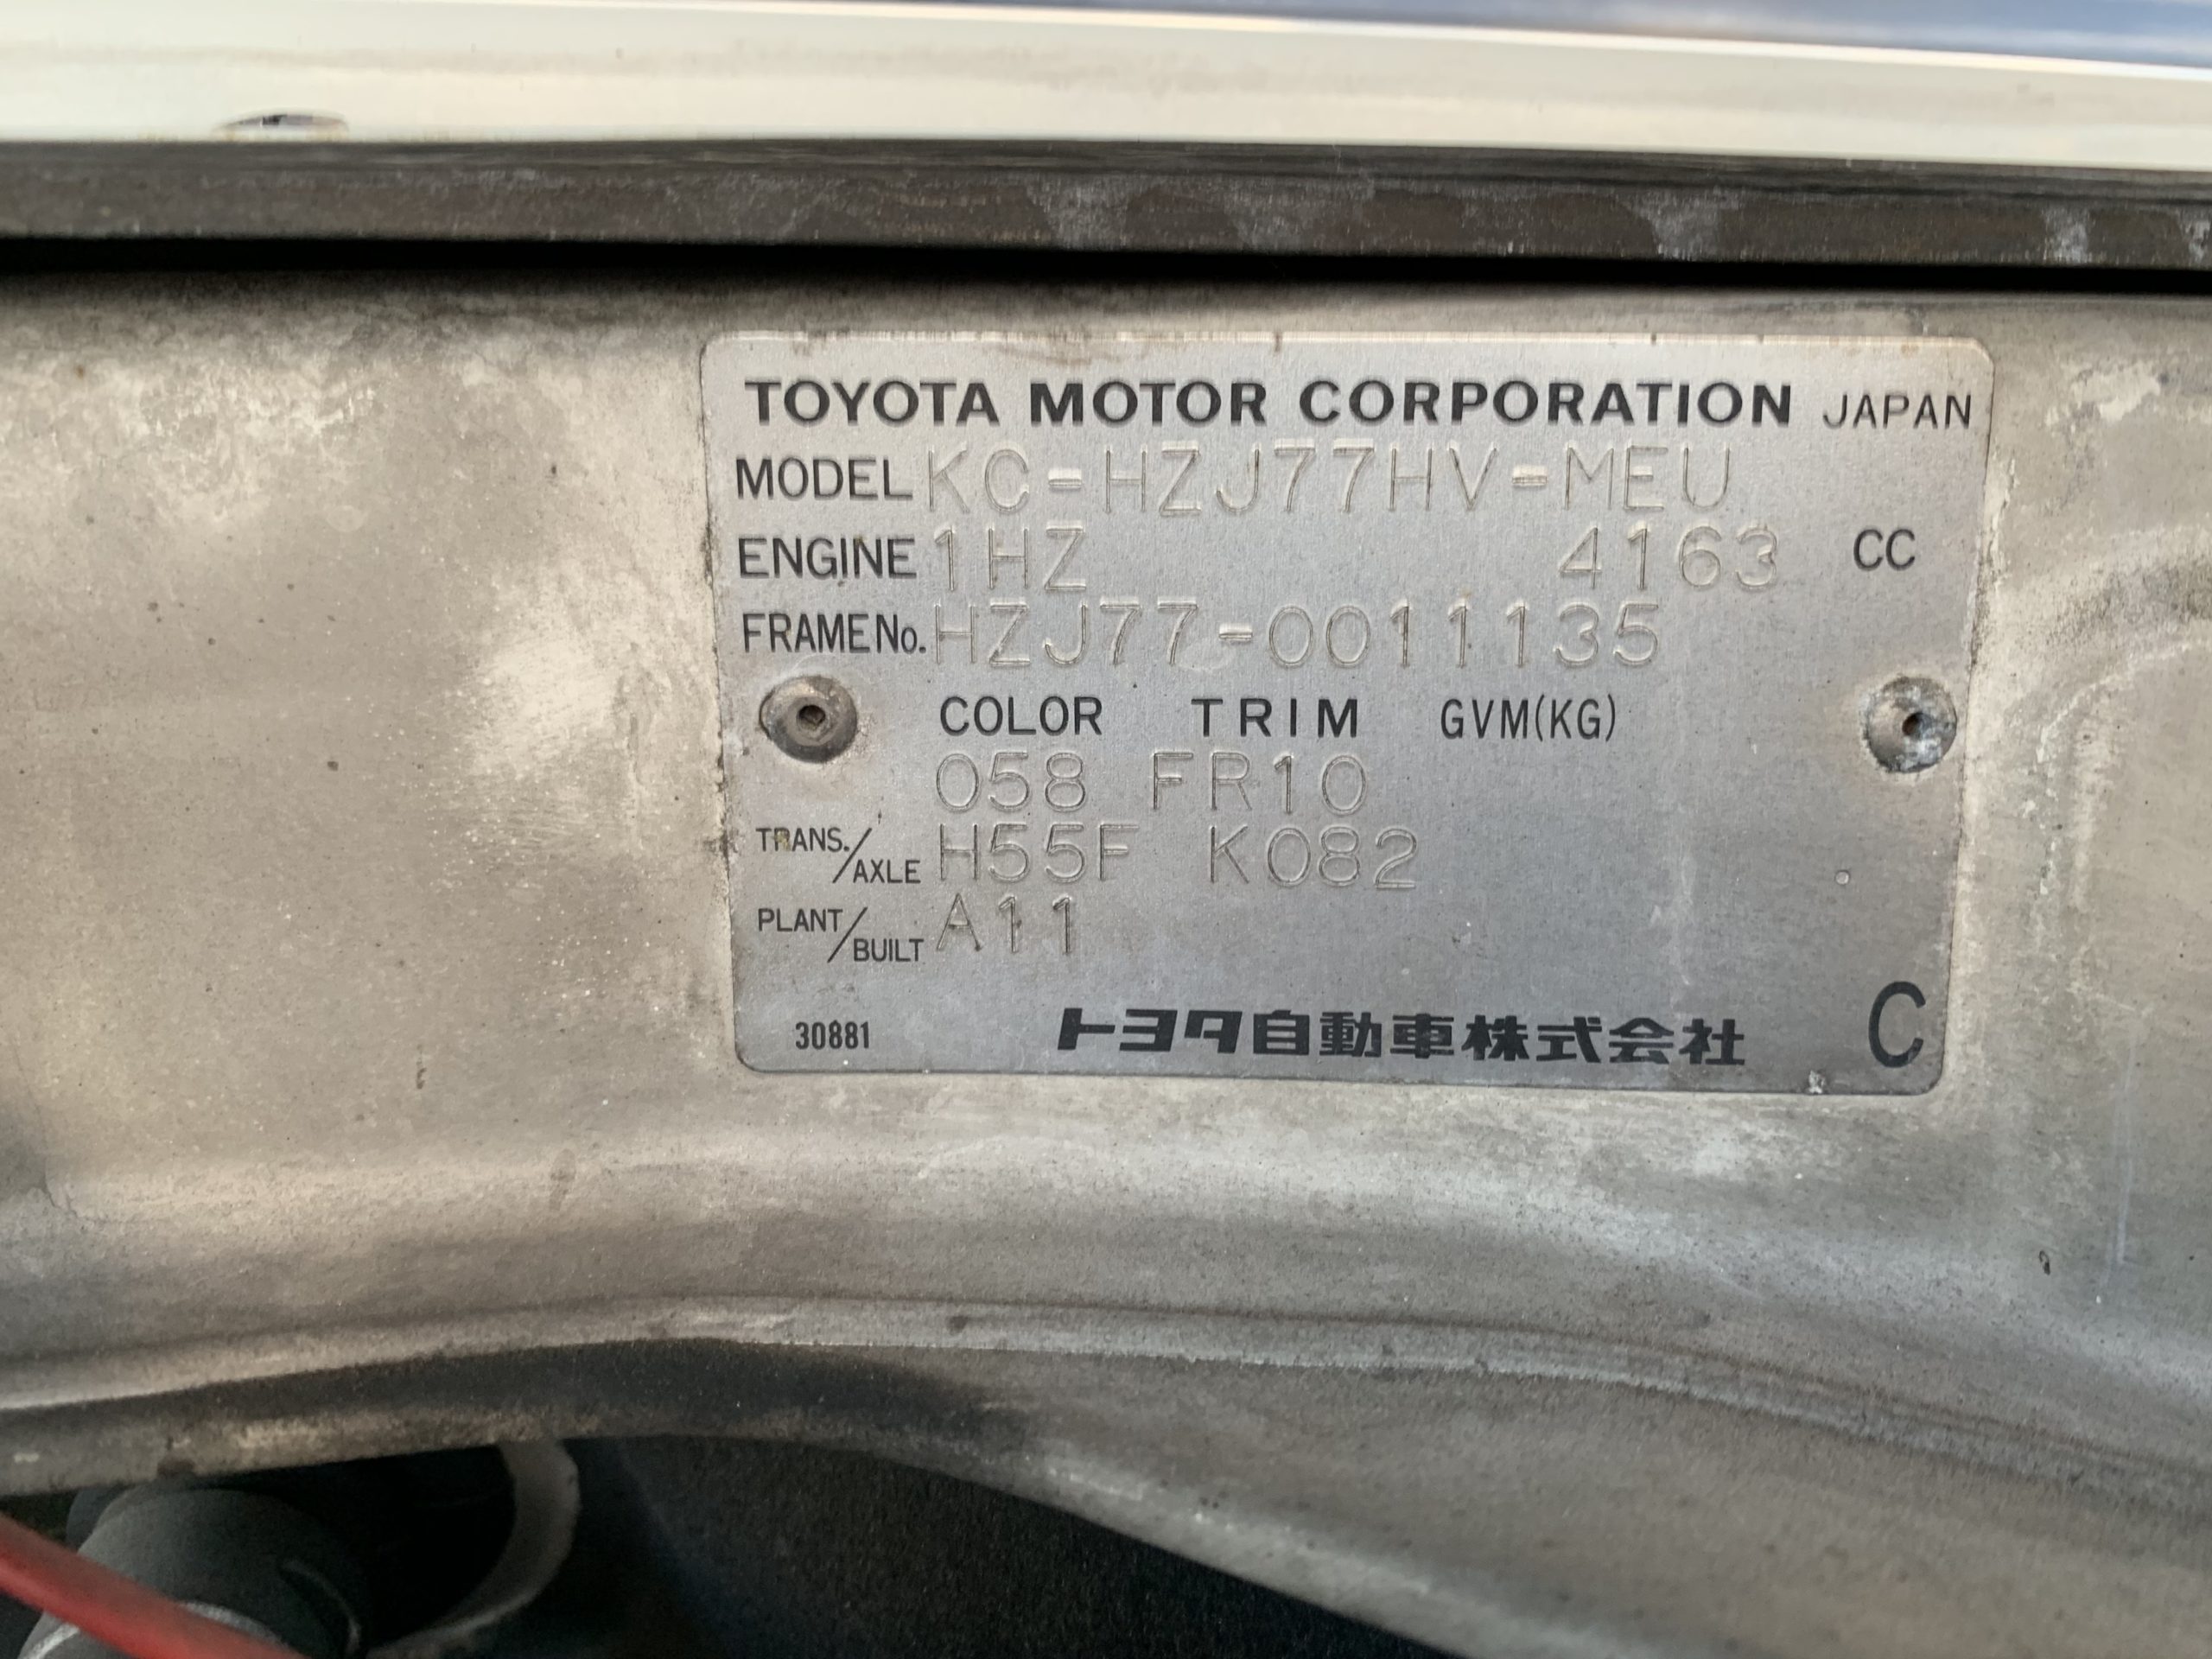 TOYOTA MOTOR CORPORATION JAPAN
MODEL KC-HZJ77HV-MEU
ENGINE 1HZ 4163 CC
FRAME No. HZJ77-0011135
COLOR TRIM GVM(KG)
058 FR10
TRANS./AXLE H55F K082
PLANT/BUILT A11
30881 トヨタ自動車株式会社 C